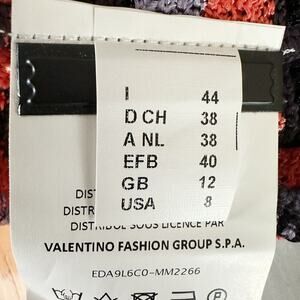 I 44
D CH 38
A NL 38
EFB 40
GB 12
USA 8
DIST
DISTR
DISTRIBUÉ SOUS LICENCE PAR
VALENTINO FASHION GROUP S.P.A.
EDA9L6C0-MM2266